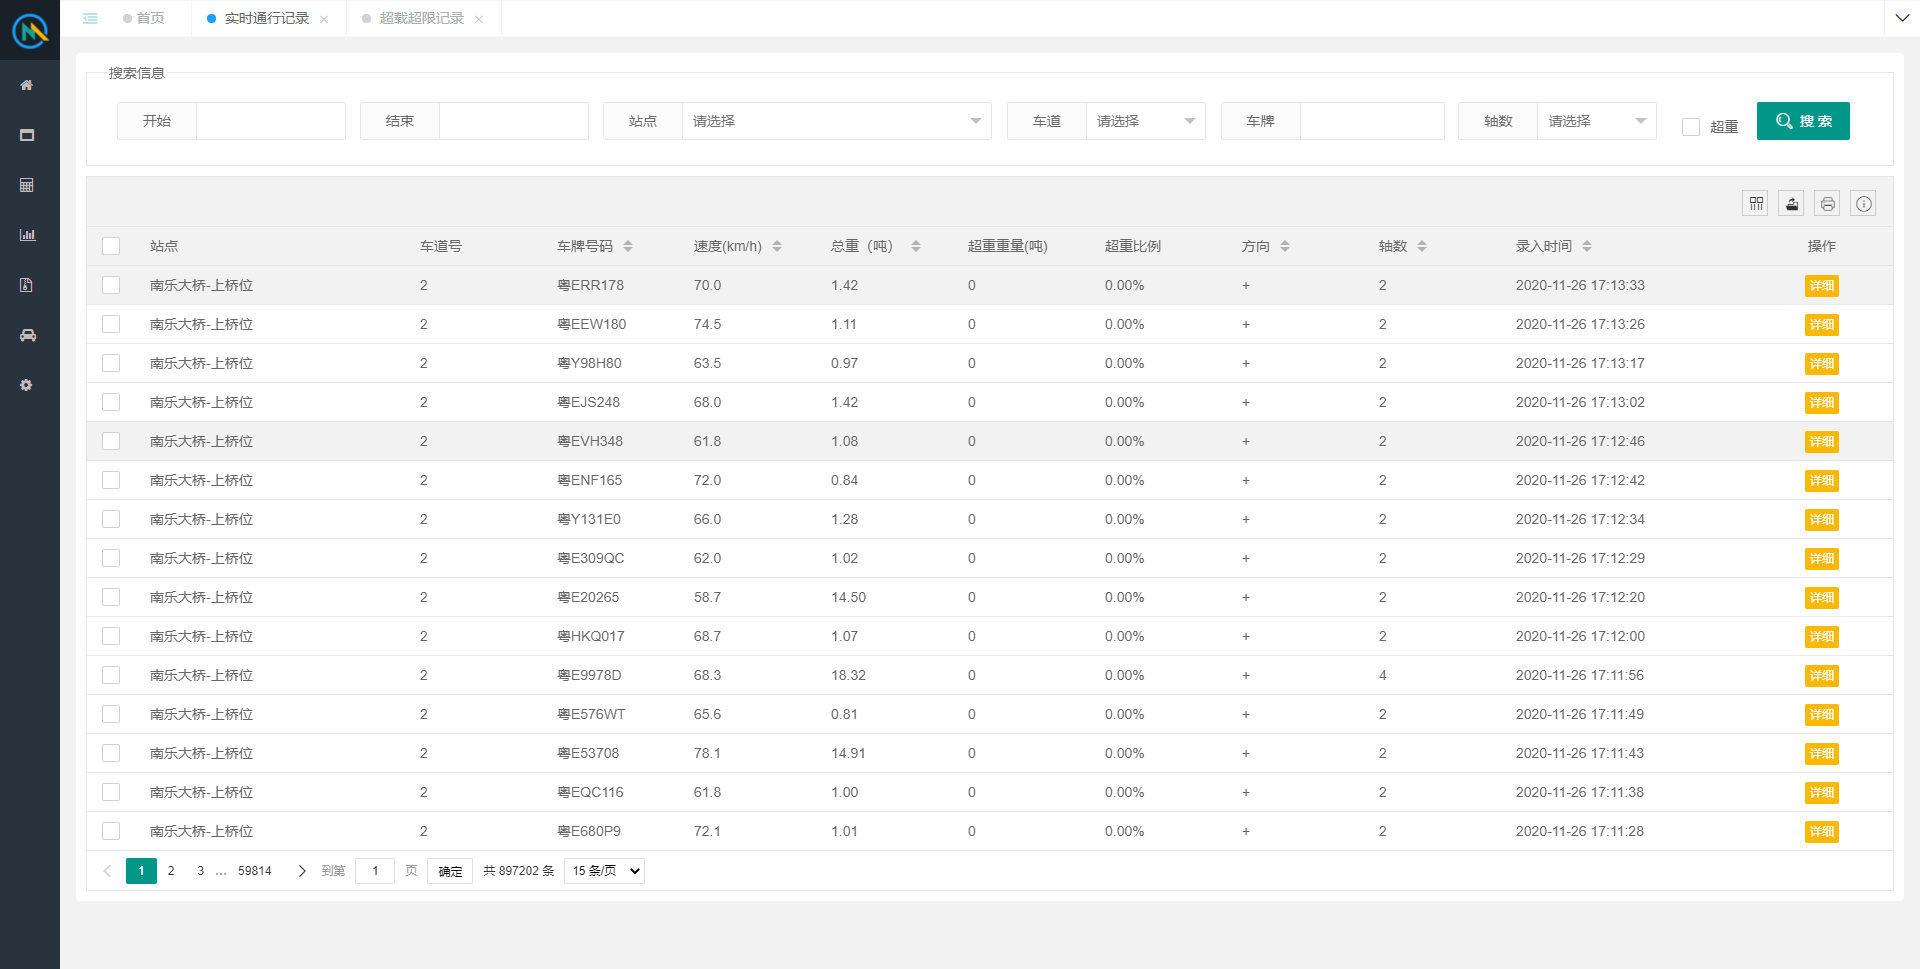 首页 实时通行记录 超载超限记录
搜索信息
开始 结束 站点 请选择 车道 请选择 车牌 轴数 请选择 超重 搜 索
站点 车道号 车牌号码 速度(km/h) 总重（吨） 超重重量(吨) 超重比例 方向 轴数 录入时间 操作
南乐大桥-上桥位 2 粤ERR178 70.0 1.42 0 0.00% + 2 2020-11-26 17:13:33 详细
南乐大桥-上桥位 2 粤EEW180 74.5 1.11 0 0.00% + 2 2020-11-26 17:13:26 详细
南乐大桥-上桥位 2 粤Y98H80 63.5 0.97 0 0.00% + 2 2020-11-26 17:13:17 详细
南乐大桥-上桥位 2 粤EJS248 68.0 1.42 0 0.00% + 2 2020-11-26 17:13:02 详细
南乐大桥-上桥位 2 粤EVH348 61.8 1.08 0 0.00% + 2 2020-11-26 17:12:46 详细
南乐大桥-上桥位 2 粤ENF165 72.0 0.84 0 0.00% + 2 2020-11-26 17:12:42 详细
南乐大桥-上桥位 2 粤Y131E0 66.0 1.28 0 0.00% + 2 2020-11-26 17:12:34 详细
南乐大桥-上桥位 2 粤E309QC 62.0 1.02 0 0.00% + 2 2020-11-26 17:12:29 详细
南乐大桥-上桥位 2 粤E20265 58.7 14.50 0 0.00% + 2 2020-11-26 17:12:20 详细
南乐大桥-上桥位 2 粤HKQ017 68.7 1.07 0 0.00% + 2 2020-11-26 17:12:00 详细
南乐大桥-上桥位 2 粤E9978D 68.3 18.32 0 0.00% + 4 2020-11-26 17:11:56 详细
南乐大桥-上桥位 2 粤E576WT 65.6 0.81 0 0.00% + 2 2020-11-26 17:11:49 详细
南乐大桥-上桥位 2 粤E53708 78.1 14.91 0 0.00% + 2 2020-11-26 17:11:43 详细
南乐大桥-上桥位 2 粤EQC116 61.8 1.00 0 0.00% + 2 2020-11-26 17:11:38 详细
南乐大桥-上桥位 2 粤E680P9 72.1 1.01 0 0.00% + 2 2020-11-26 17:11:28 详细
1 2 3 … 59814 到第 1 页 确定 共 897202 条 15 条/页